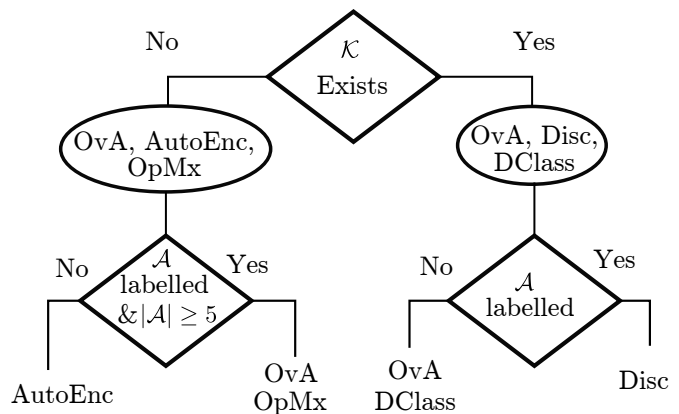 No
Yes
𝒦
Exists
OvA, AutoEnc,
OpMx
OvA, Disc,
DClass
No
Yes
𝒜
labelled
&|𝒜| ≥ 5
No
Yes
𝒜
labelled
AutoEnc
OvA
OpMx
OvA
DClass
Disc